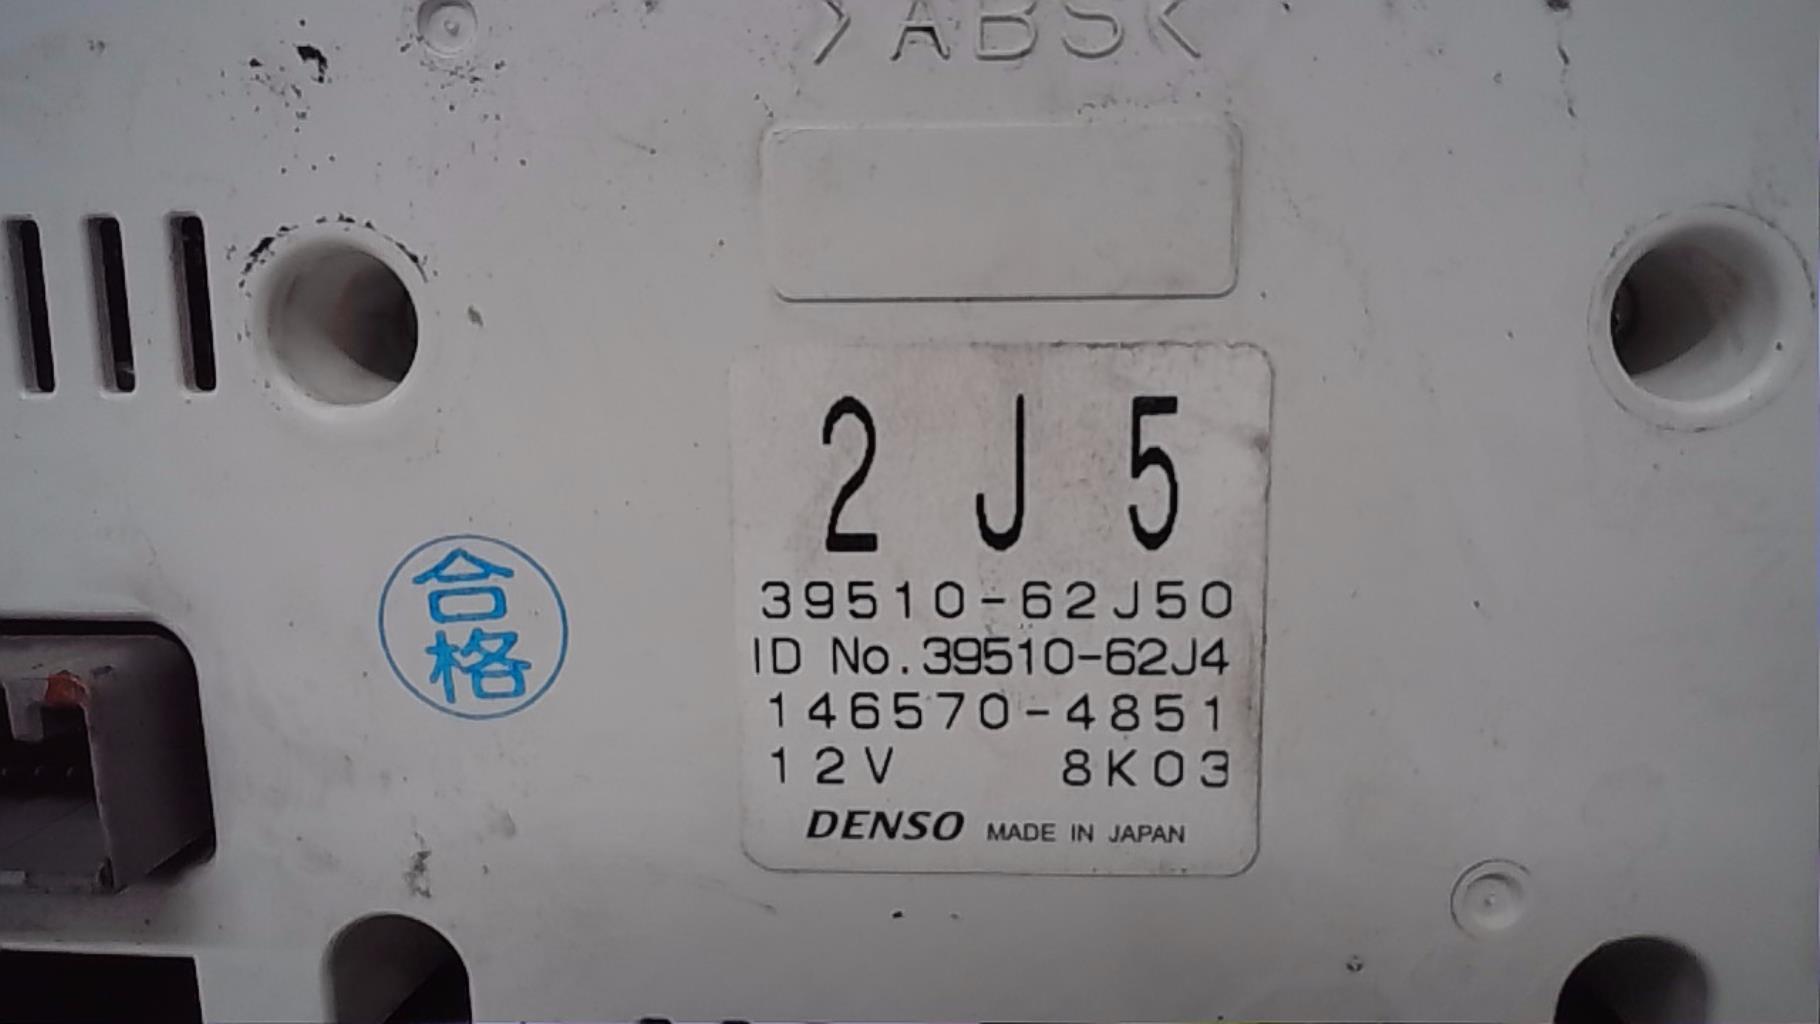 >ABS<
2 J 5
39510-62J50
ID No.39510-62J4
146570-4851
12V 8K03
DENSO MADE IN JAPAN
合格